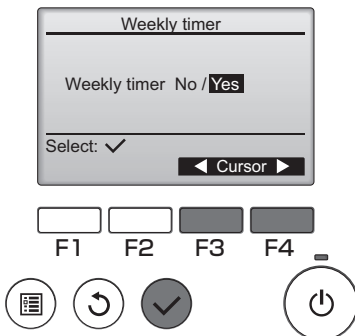 Weekly timer
Weekly timer No / Yes
Select: ✓
◀ Cursor ▶
F1 F2 F3 F4